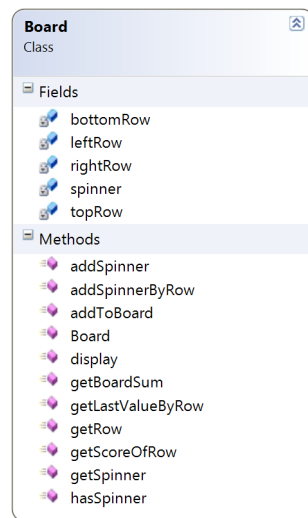 Board
Class
Fields
bottomRow
leftRow
rightRow
spinner
topRow
Methods
addSpinner
addSpinnerByRow
addToBoard
Board
display
getBoardSum
getLastValueByRow
getRow
getScoreOfRow
getSpinner
hasSpinner